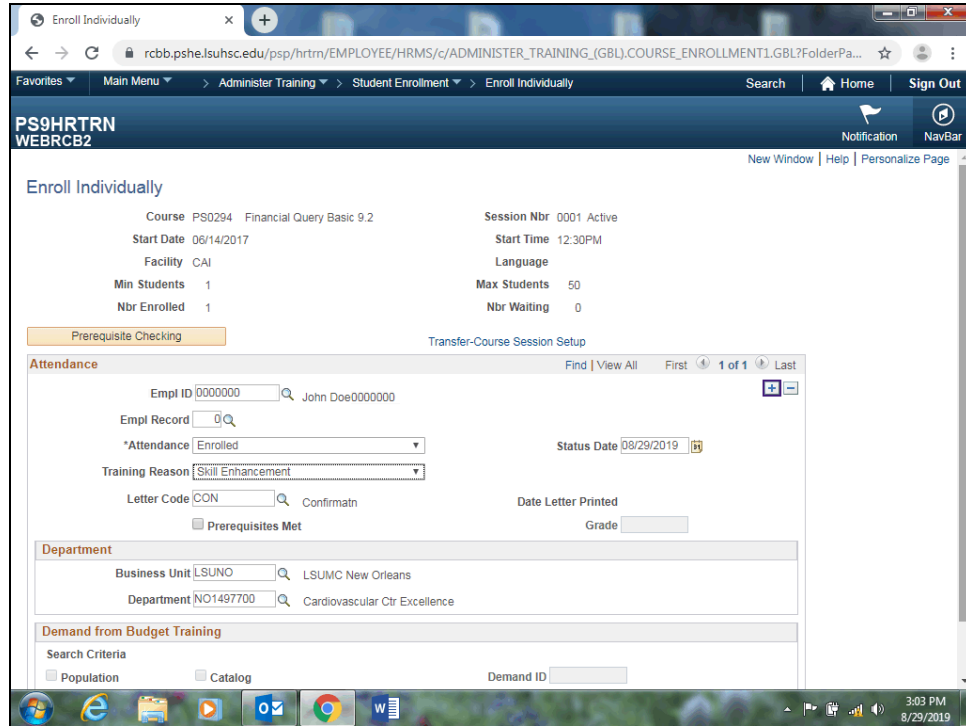 Enroll Individually
rcbb.pshe.lsuhsc.edu/psp/hrtrn/EMPLOYEE/HRMS/c/ADMINISTER_TRAINING_(GBL).COURSE_ENROLLMENT1.GBL?FolderPa...
Favorites Main Menu > Administer Training > Student Enrollment > Enroll Individually Search Home Sign Out
PS9HRTRN
WEBRCB2
Notification NavBar
New Window | Help | Personalize Page
Enroll Individually
Course PS0294 Financial Query Basic 9.2 Session Nbr 0001 Active
Start Date 06/14/2017 Start Time 12:30PM
Facility CAI Language
Min Students 1 Max Students 50
Nbr Enrolled 1 Nbr Waiting 0
Prerequisite Checking Transfer-Course Session Setup
Attendance Find | View All First 1 of 1 Last
Empl ID 0000000 John Doe0000000
Empl Record 0
*Attendance Enrolled Status Date 08/29/2019
Training Reason Skill Enhancement
Letter Code CON Confirmatn Date Letter Printed
Prerequisites Met Grade
Department
Business Unit LSUNO LSUMC New Orleans
Department NO1497700 Cardiovascular Ctr Excellence
Demand from Budget Training
Search Criteria
Population Catalog Demand ID
3:03 PM
8/29/2019